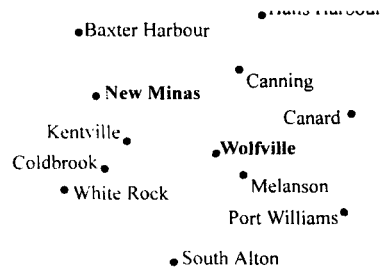 Baxter Harbour
Canning
New Minas
Canard
Kentville
Wolfville
Coldbrook
Melanson
White Rock
Port Williams
South Alton